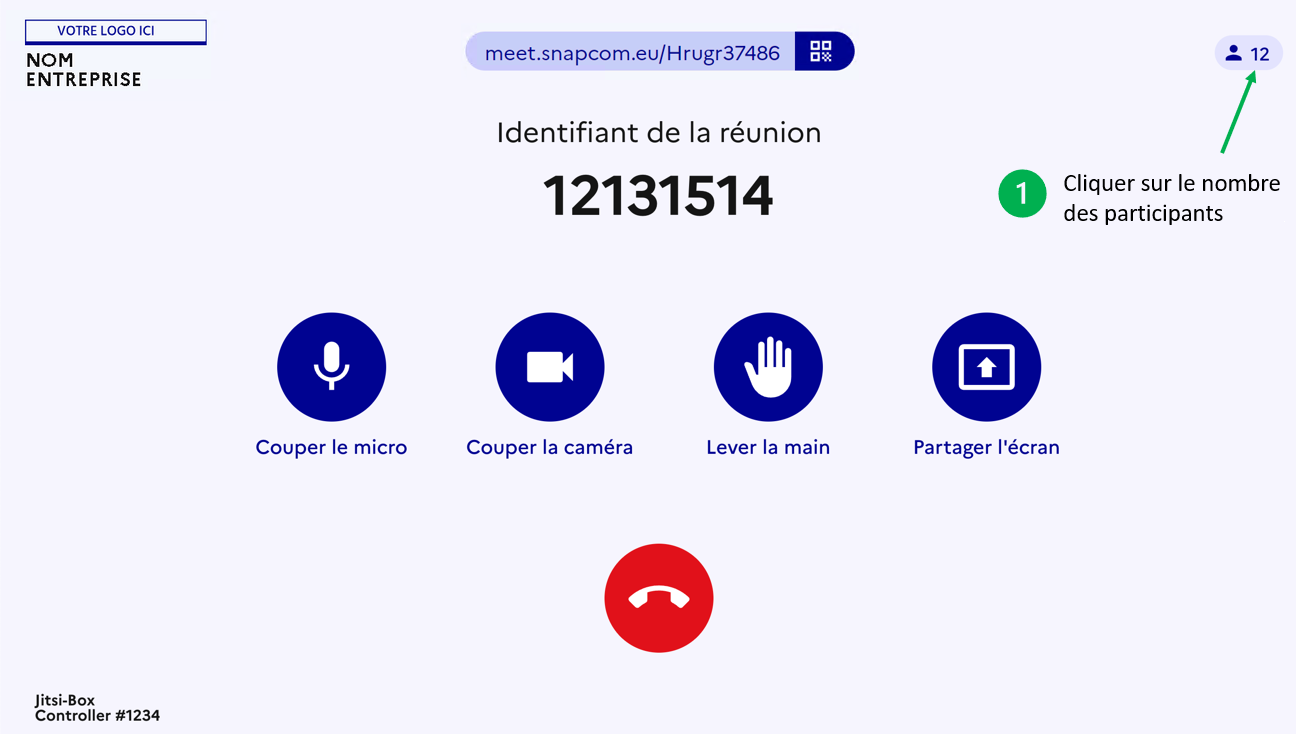 VOTRE LOGO ICI
NOM
ENTREPRISE
meet.snapcom.eu/Hrugr37486
12
Identifiant de la réunion
12131514
1
Cliquer sur le nombre
des participants
Couper le micro
Couper la caméra
Lever la main
Partager l'écran
Jitsi-Box
Controller #1234